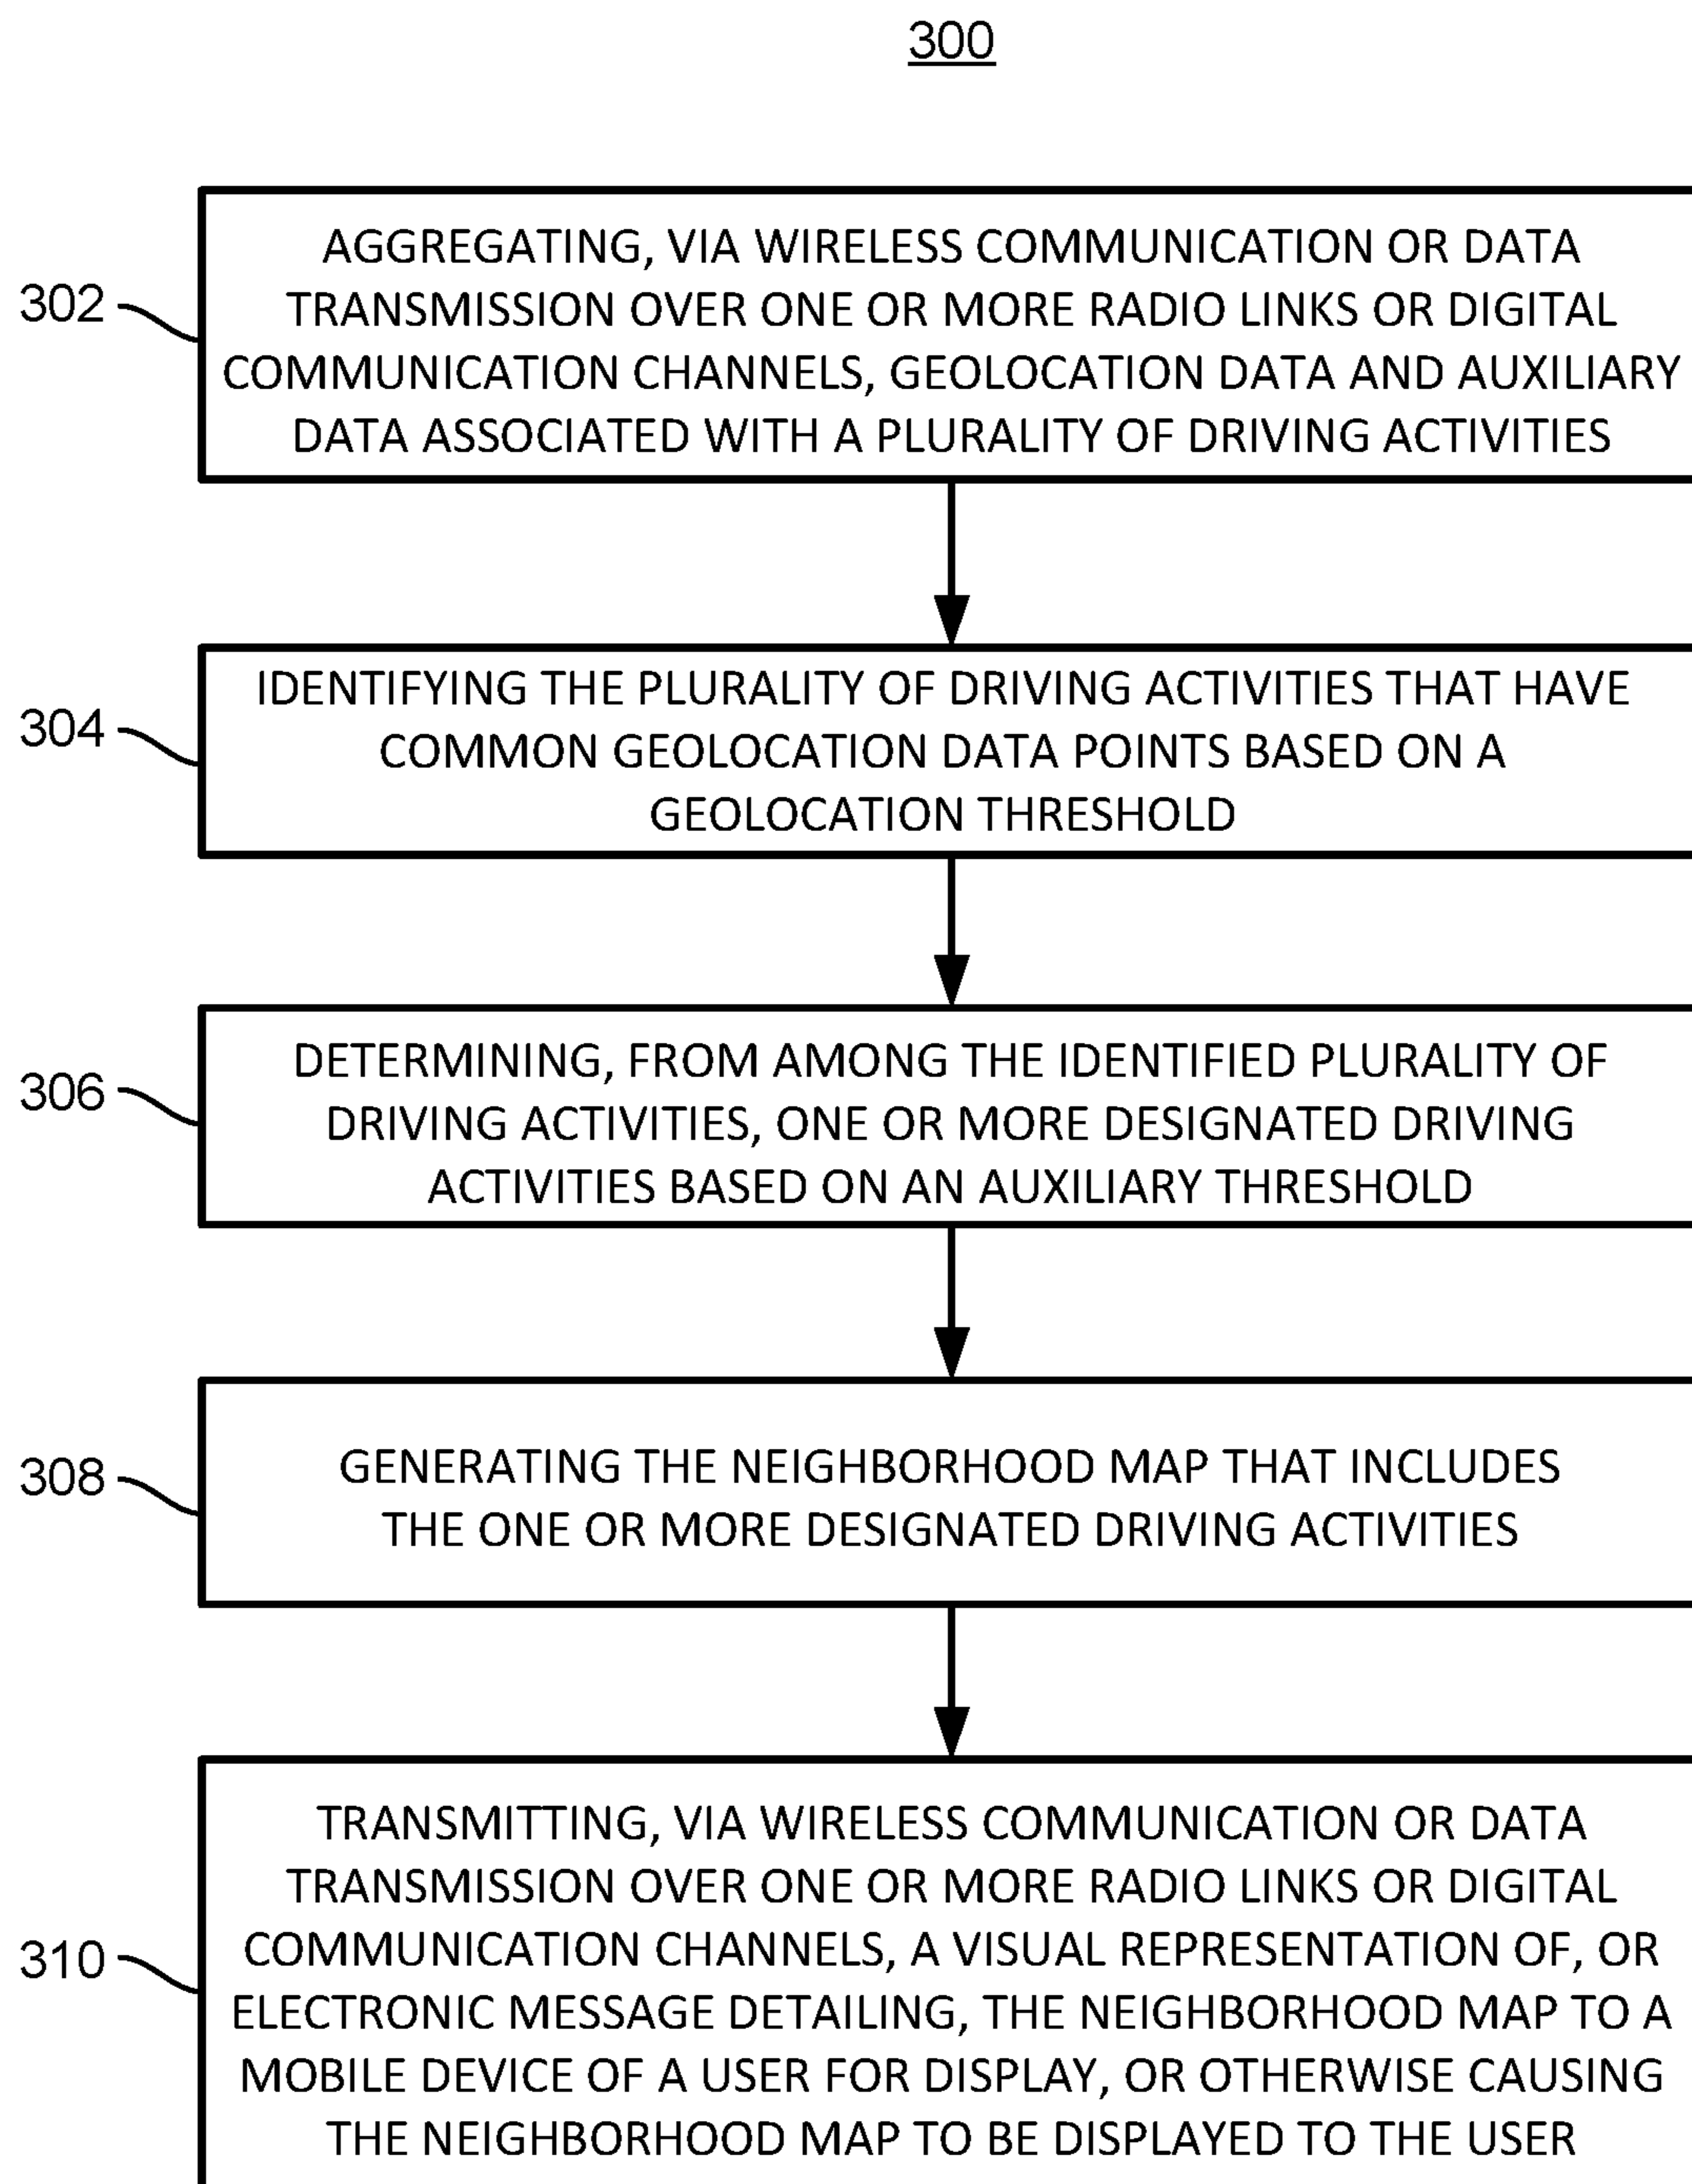 300
302
AGGREGATING, VIA WIRELESS COMMUNICATION OR DATA
TRANSMISSION OVER ONE OR MORE RADIO LINKS OR DIGITAL
COMMUNICATION CHANNELS, GEOLOCATION DATA AND AUXILIARY
DATA ASSOCIATED WITH A PLURALITY OF DRIVING ACTIVITIES
304
IDENTIFYING THE PLURALITY OF DRIVING ACTIVITIES THAT HAVE
COMMON GEOLOCATION DATA POINTS BASED ON A
GEOLOCATION THRESHOLD
306
DETERMINING, FROM AMONG THE IDENTIFIED PLURALITY OF
DRIVING ACTIVITIES, ONE OR MORE DESIGNATED DRIVING
ACTIVITIES BASED ON AN AUXILIARY THRESHOLD
308
GENERATING THE NEIGHBORHOOD MAP THAT INCLUDES
THE ONE OR MORE DESIGNATED DRIVING ACTIVITIES
310
TRANSMITTING, VIA WIRELESS COMMUNICATION OR DATA
TRANSMISSION OVER ONE OR MORE RADIO LINKS OR DIGITAL
COMMUNICATION CHANNELS, A VISUAL REPRESENTATION OF, OR
ELECTRONIC MESSAGE DETAILING, THE NEIGHBORHOOD MAP TO A
MOBILE DEVICE OF A USER FOR DISPLAY, OR OTHERWISE CAUSING
THE NEIGHBORHOOD MAP TO BE DISPLAYED TO THE USER